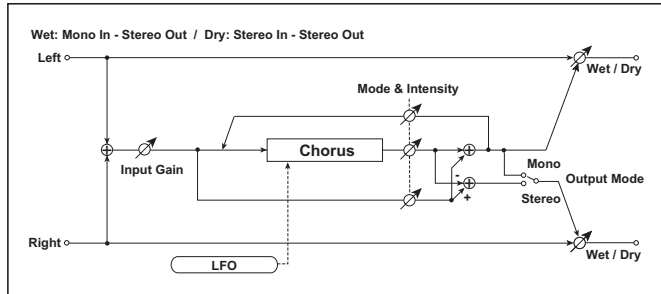 Wet: Mono In - Stereo Out / Dry: Stereo In - Stereo Out
Left
Wet / Dry
Mode & Intensity
Chorus
Input Gain
-
+
Mono
Output Mode
Stereo
Right
LFO
Wet / Dry